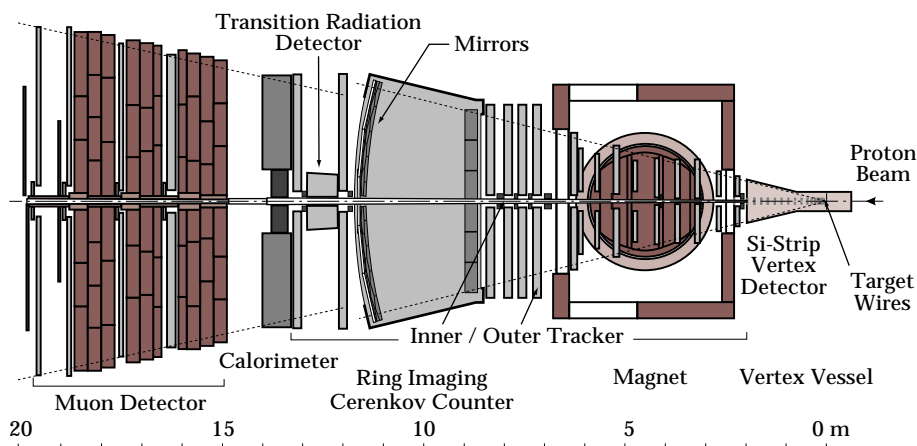 Transition Radiation
Detector
Mirrors
Proton
Beam
Si-Strip
Vertex
Detector
Target
Wires
Inner / Outer Tracker
Calorimeter
Muon Detector
Ring Imaging
Cerenkov Counter
Magnet
Vertex Vessel
20 15 10 5 0 m